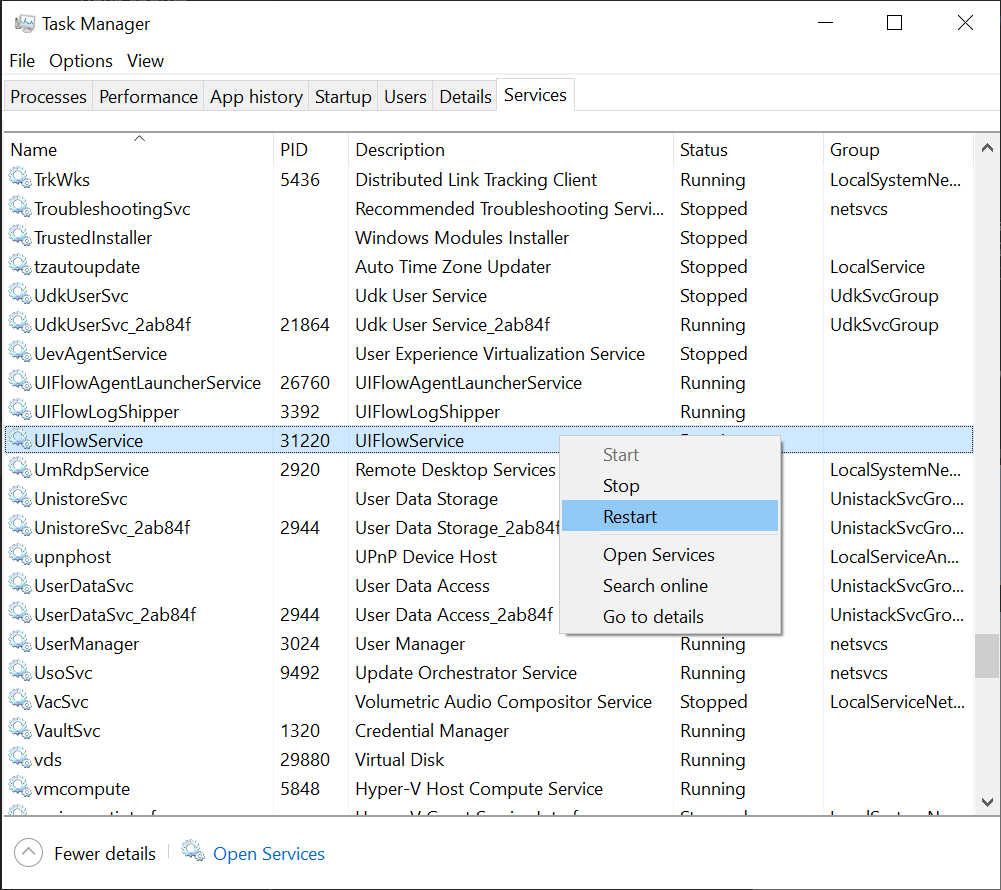 Task Manager
File Options View
Processes Performance App history Startup Users Details Services
Name PID Description Status Group
TrkWks 5436 Distributed Link Tracking Client Running LocalSystemNe...
TroubleshootingSvc Recommended Troubleshooting Servi... Stopped netsvcs
TrustedInstaller Windows Modules Installer Stopped
tzautoupdate Auto Time Zone Updater Stopped LocalService
UdkUserSvc Udk User Service Stopped UdkSvcGroup
UdkUserSvc_2ab84f 21864 Udk User Service_2ab84f Running UdkSvcGroup
UevAgentService User Experience Virtualization Service Stopped
UIFlowAgentLauncherService 26760 UIFlowAgentLauncherService Running
UIFlowLogShipper 3392 UIFlowLogShipper Running
UIFlowService 31220 UIFlowService
Start
UmRdpService 2920 Remote Desktop Services LocalSystemNe...
Stop
UnistoreSvc User Data Storage UnistackSvcGro...
Restart
UnistoreSvc_2ab84f 2944 User Data Storage_2ab84f UnistackSvcGro...
Open Services
upnphost UPnP Device Host LocalServiceAn...
Search online
UserDataSvc User Data Access UnistackSvcGro...
Go to details
UserDataSvc_2ab84f 2944 User Data Access_2ab84f UnistackSvcGro...
UserManager 3024 User Manager Running netsvcs
UsoSvc 9492 Update Orchestrator Service Running netsvcs
VacSvc Volumetric Audio Compositor Service Stopped LocalServiceNet...
VaultSvc 1320 Credential Manager Running
vds 29880 Virtual Disk Running
vmcompute 5848 Hyper-V Host Compute Service Running
Fewer details Open Services